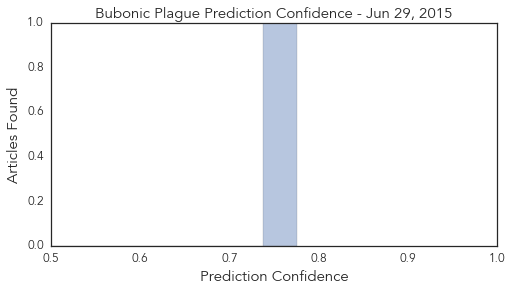 Bubonic Plague Prediction Confidence - Jun 29, 2015
1.0
0.8
0.6
0.4
0.2
0.0
Articles Found
0.5 0.6 0.7 0.8 0.9 1.0
Prediction Confidence